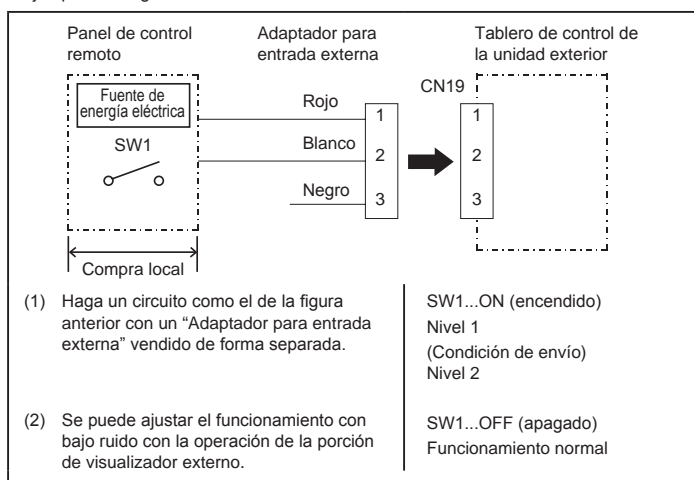 Panel de control
remoto
Adaptador para
entrada externa
Tablero de control de
la unidad exterior
Fuente de
energía eléctrica
SW1
Rojo
Blanco
Negro
1
2
3
CN19
1
2
3
Compra local
(1) Haga un circuito como el de la figura
anterior con un “Adaptador para entrada
externa” vendido de forma separada.
SW1...ON (encendido)
Nivel 1
(Condición de envío)
Nivel 2
(2) Se puede ajustar el funcionamiento con
bajo ruido con la operación de la porción
de visualizador externo.
SW1...OFF (apagado)
Funcionamiento normal